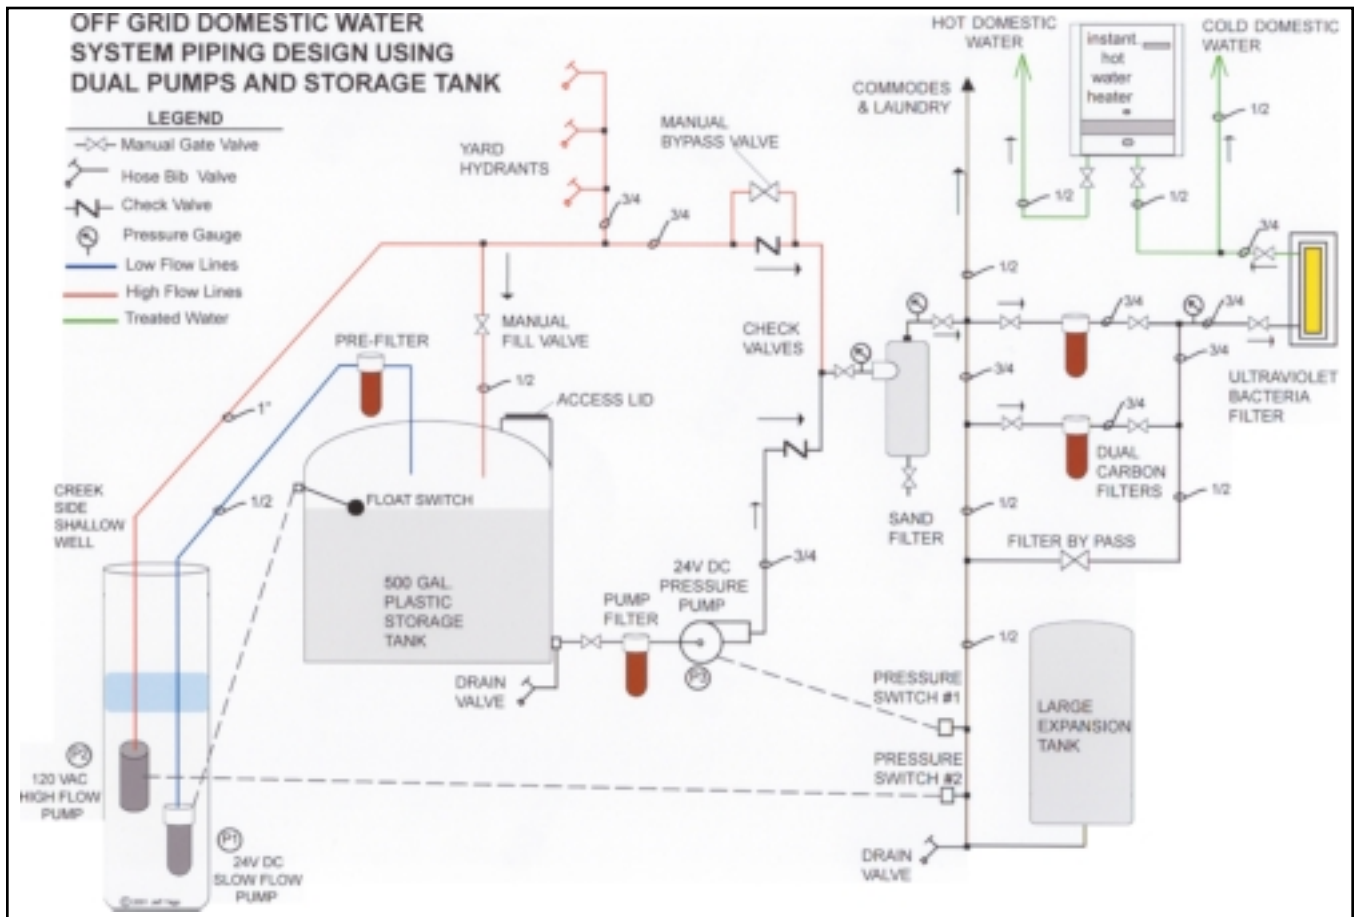 OFF GRID DOMESTIC WATER
SYSTEM PIPING DESIGN USING
DUAL PUMPS AND STORAGE TANK
LEGEND
Manual Gate Valve
Hose Bib Valve
Check Valve
Pressure Gauge
Low Flow Lines
High Flow Lines
Treated Water
YARD
HYDRANTS
MANUAL
BYPASS VALVE
3/4
3/4
COMMODES
& LAUNDRY
HOT DOMESTIC
WATER
instant
hot
water
heater
COLD DOMESTIC
WATER
1/2
1/2
1/2
3/4
1/2
PRE-FILTER
MANUAL
FILL VALVE
1/2
1"
ACCESS LID
CHECK
VALVES
3/4
3/4
3/4
3/4
3/4
ULTRAVIOLET
BACTERIA
FILTER
DUAL
CARBON
FILTERS
1/2
1/2
SAND
FILTER
FILTER BY PASS
CREEK
SIDE
SHALLOW
WELL
1/2
FLOAT SWITCH
500 GAL.
PLASTIC
STORAGE
TANK
3/4
24V DC
PRESSURE
PUMP
PUMP
FILTER
P3
DRAIN
VALVE
1/2
PRESSURE
SWITCH #1
PRESSURE
SWITCH #2
LARGE
EXPANSION
TANK
DRAIN
VALVE
P2
120 VAC
HIGH FLOW
PUMP
P1
24V DC
SLOW FLOW
PUMP